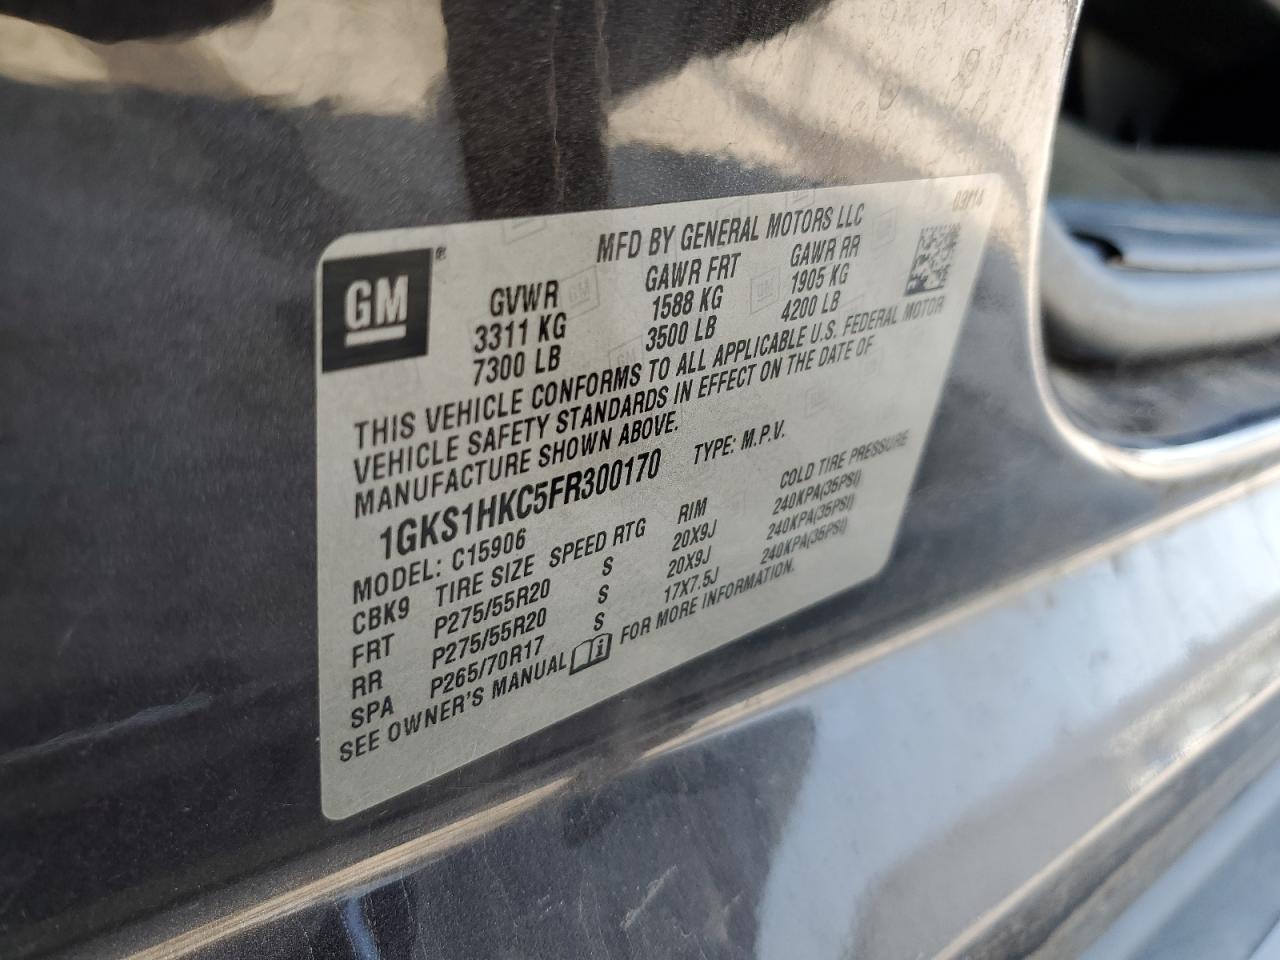 03/14
MFD BY GENERAL MOTORS LLC
GM®
GVWR GAWR FRT GAWR RR
3311 KG 1588 KG 1905 KG
7300 LB 3500 LB 4200 LB
THIS VEHICLE CONFORMS TO ALL APPLICABLE U.S. FEDERAL MOTOR
VEHICLE SAFETY STANDARDS IN EFFECT ON THE DATE OF
MANUFACTURE SHOWN ABOVE.
1GKS1HKC5FR300170 TYPE: M.P.V.
MODEL: C15906
CBK9 TIRE SIZE SPEED RTG RIM COLD TIRE PRESSURE
FRT P275/55R20 S 20X9J 240KPA(35PSI)
RR P275/55R20 S 20X9J 240KPA(35PSI)
SPA P265/70R17 S 17X7.5J 240KPA(35PSI)
SEE OWNER'S MANUAL i FOR MORE INFORMATION.